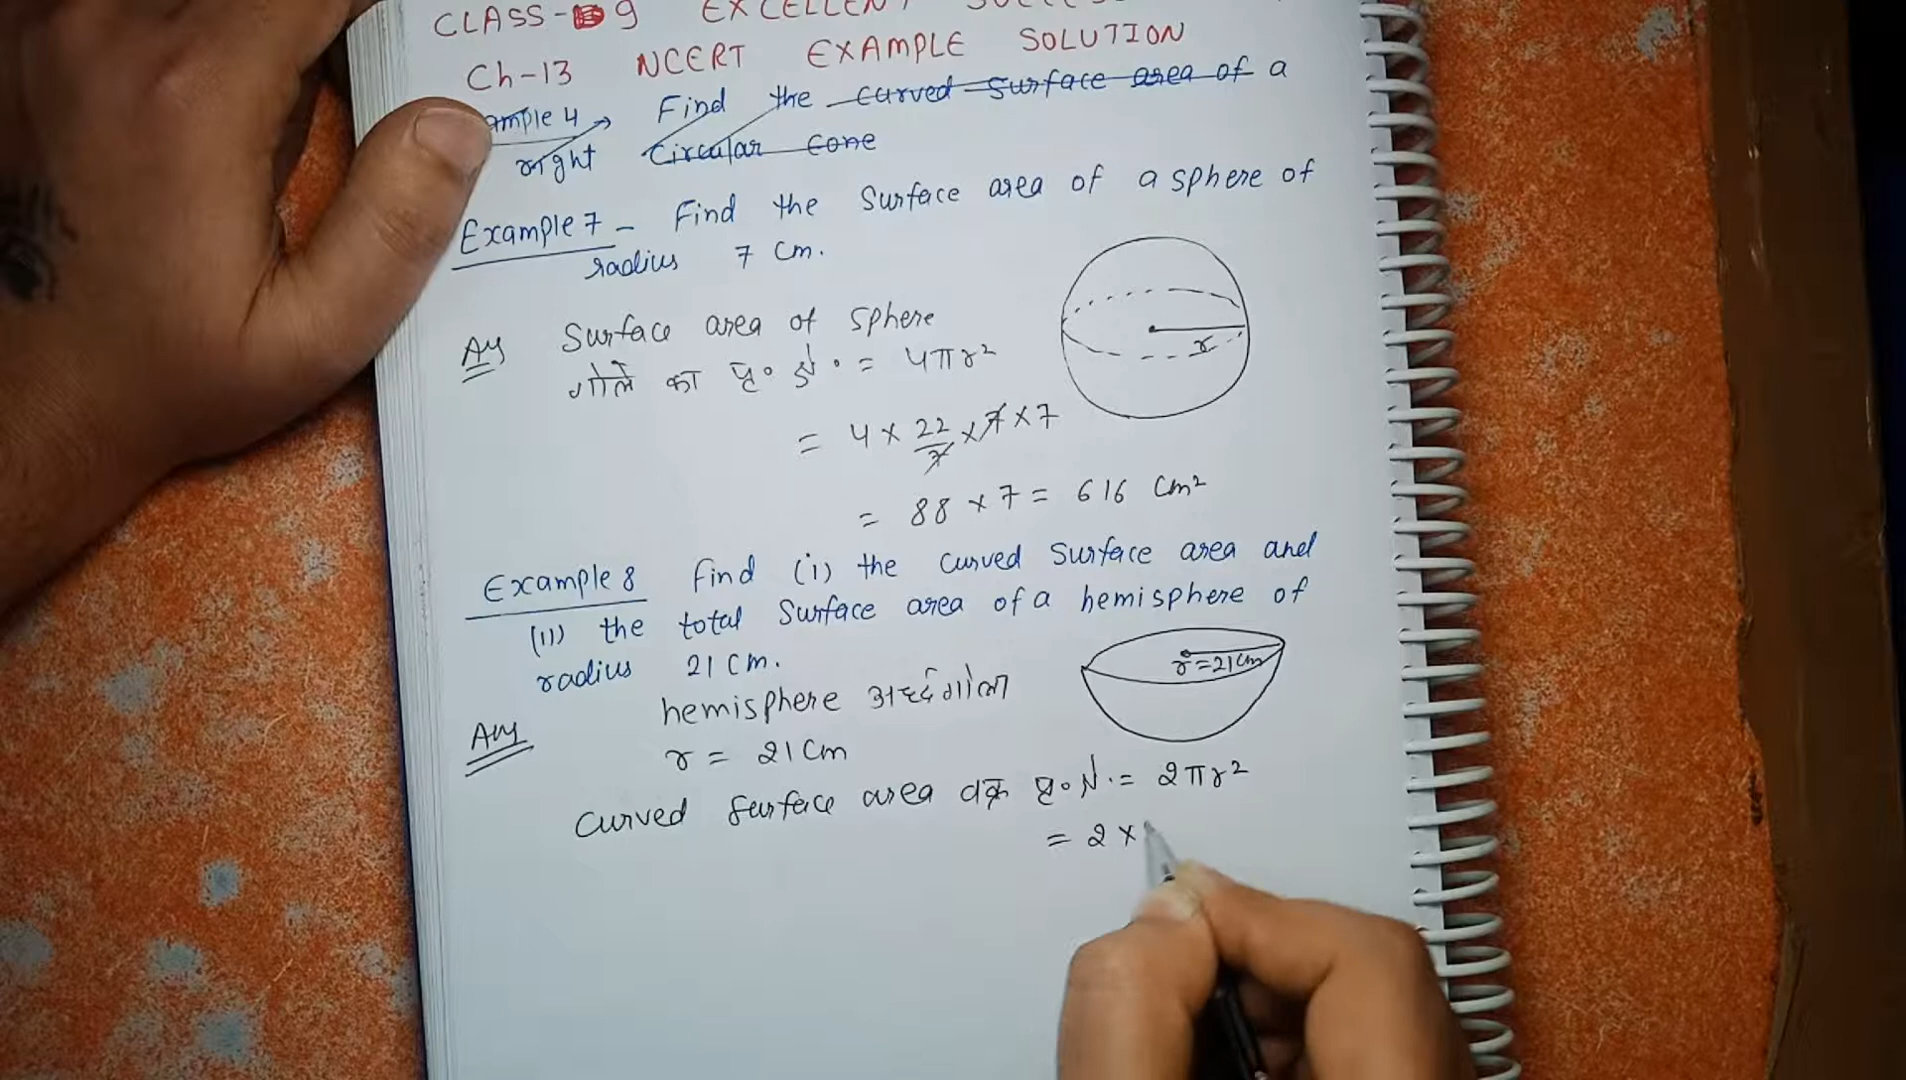 CLASS-9 EXCELLENT
Ch-13 NCERT EXAMPLE SOLUTION
ample 4 Find the curved surface area of a
right Circular Cone
Example 7 - Find the Surface area of a sphere of
radius 7 cm.
Ans Surface area of sphere
गोले का पृ॰ क्षे॰ = 4πr²
r
= 4 × 22/7 × 7 × 7
= 88 × 7 = 616 cm²
Example 8 Find (i) the curved surface area and
(ii) the total surface area of a hemisphere of
radius 21 cm.
r=21cm
Ans hemisphere अर्द्धगोला
r = 21 cm
curved surface area वक्र पृ॰ क्षे॰ = 2πr²
= 2 ×